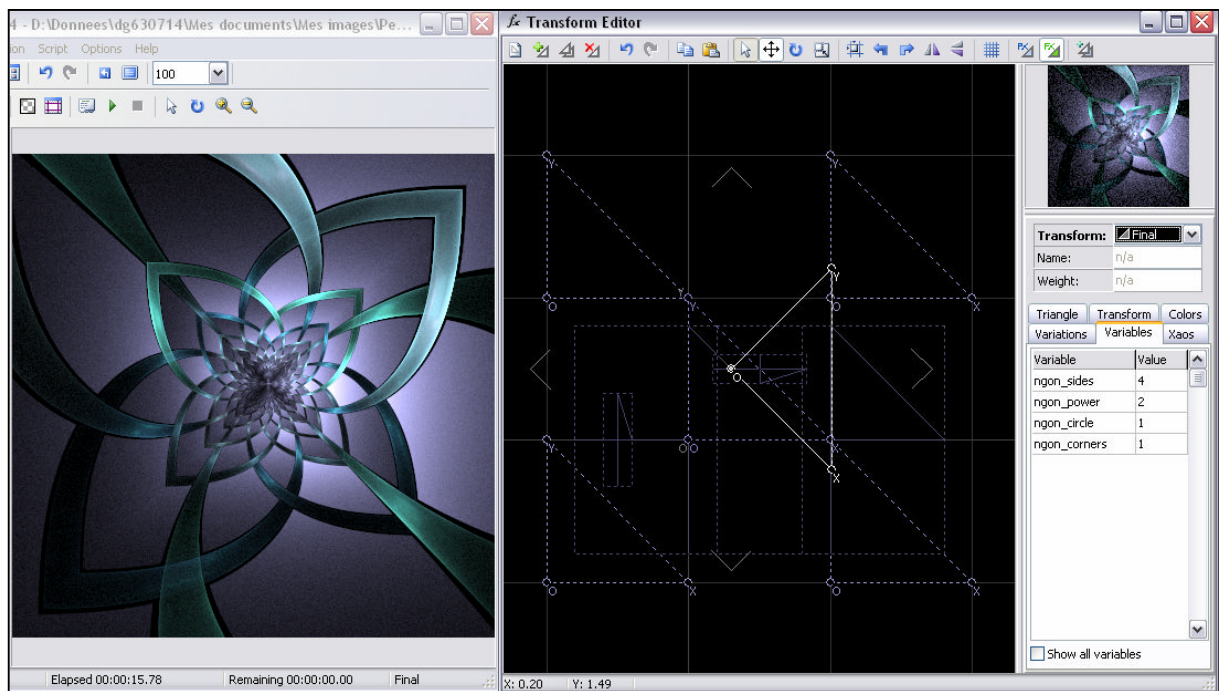 4 - D:\Donnees\dg630714\Mes documents\Mes images\Pe...
Script Options Help
100
Elapsed 00:00:15.78 Remaining 00:00:00.00 Final
Transform Editor
Y Y
O Y O X
Y
O
Y O O X
X
O X O X
X: 0.20 Y: 1.49
Transform: Final
Name: n/a
Weight: n/a
Triangle Transform Colors
Variations Variables Xaos
Variable Value
ngon_sides 4
ngon_power 2
ngon_circle 1
ngon_corners 1
Show all variables